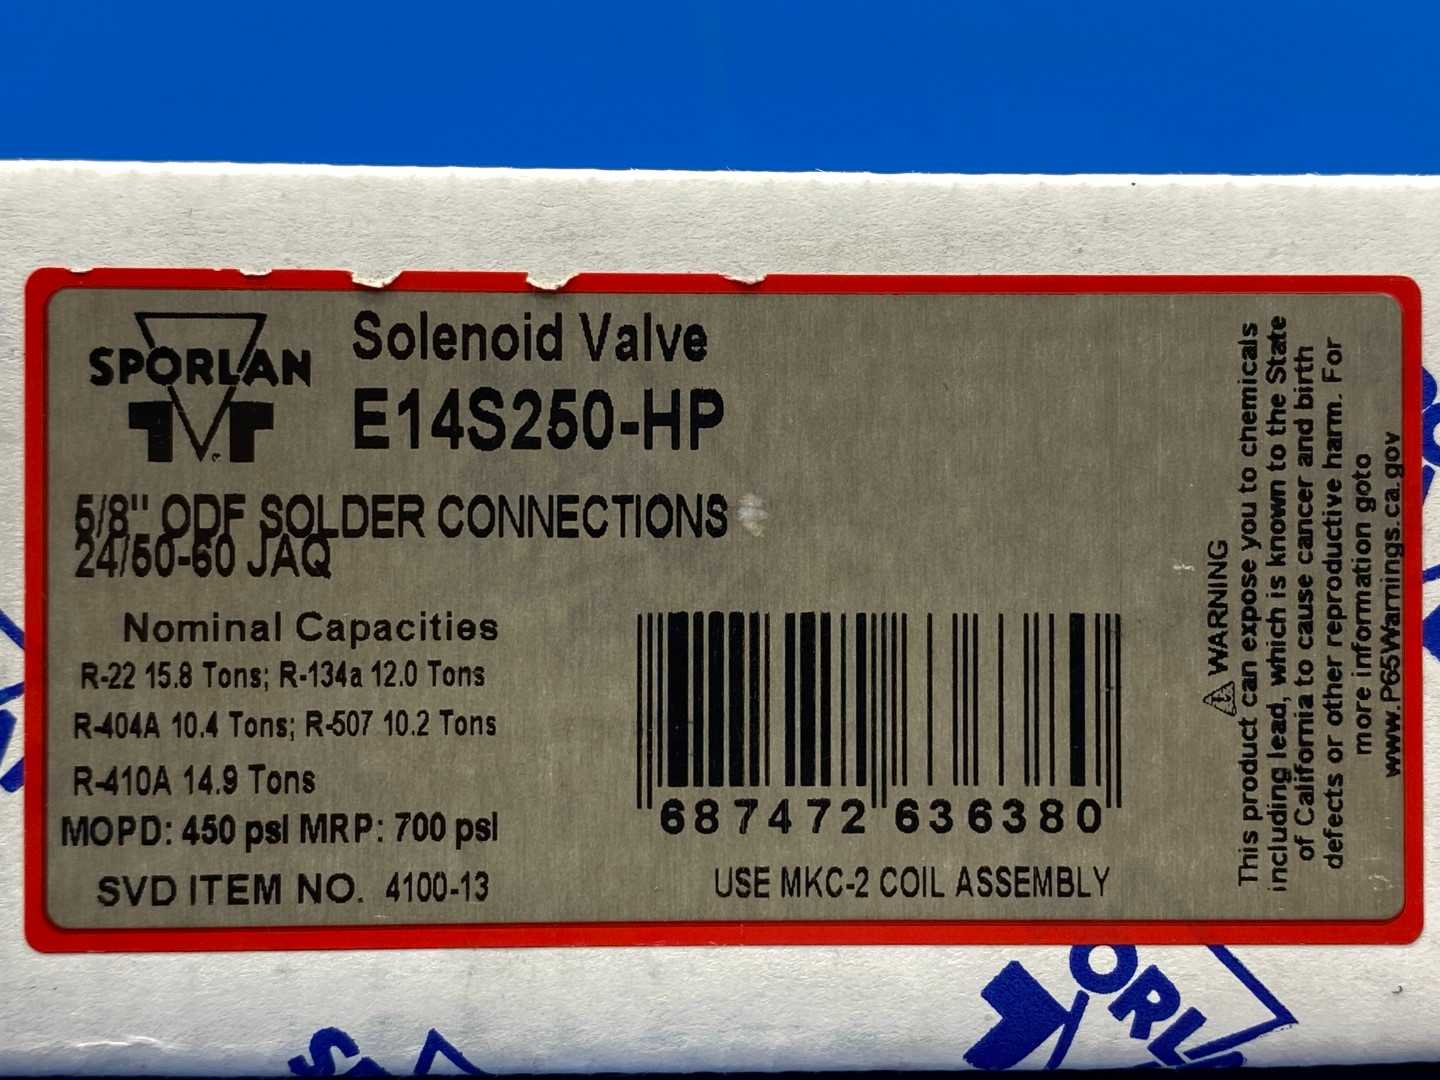 SPORLAN
Solenoid Valve
E14S250-HP
5/8" ODF SOLDER CONNECTIONS
24/50-60 JAQ
Nominal Capacities
R-22 15.8 Tons; R-134a 12.0 Tons
R-404A 10.4 Tons; R-507 10.2 Tons
R-410A 14.9 Tons
MOPD: 450 psi MRP: 700 psi
SVD ITEM NO. 4100-13
687472 636380
USE MKC-2 COIL ASSEMBLY
⚠ WARNING
This product can expose you to chemicals
including lead, which is known to the State
of California to cause cancer and birth
defects or other reproductive harm. For
more information goto
www.P65Warnings.ca.gov